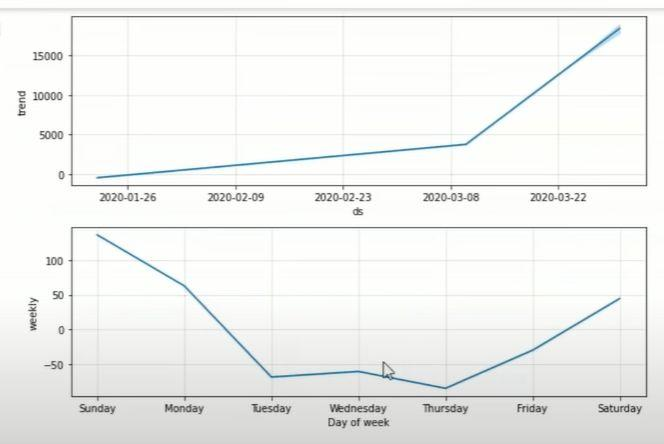 15000
10000
5000
0
trend
2020-01-26 2020-02-09 2020-02-23 2020-03-08 2020-03-22
ds
100
50
0
−50
weekly
Sunday Monday Tuesday Wednesday Thursday Friday Saturday
Day of week